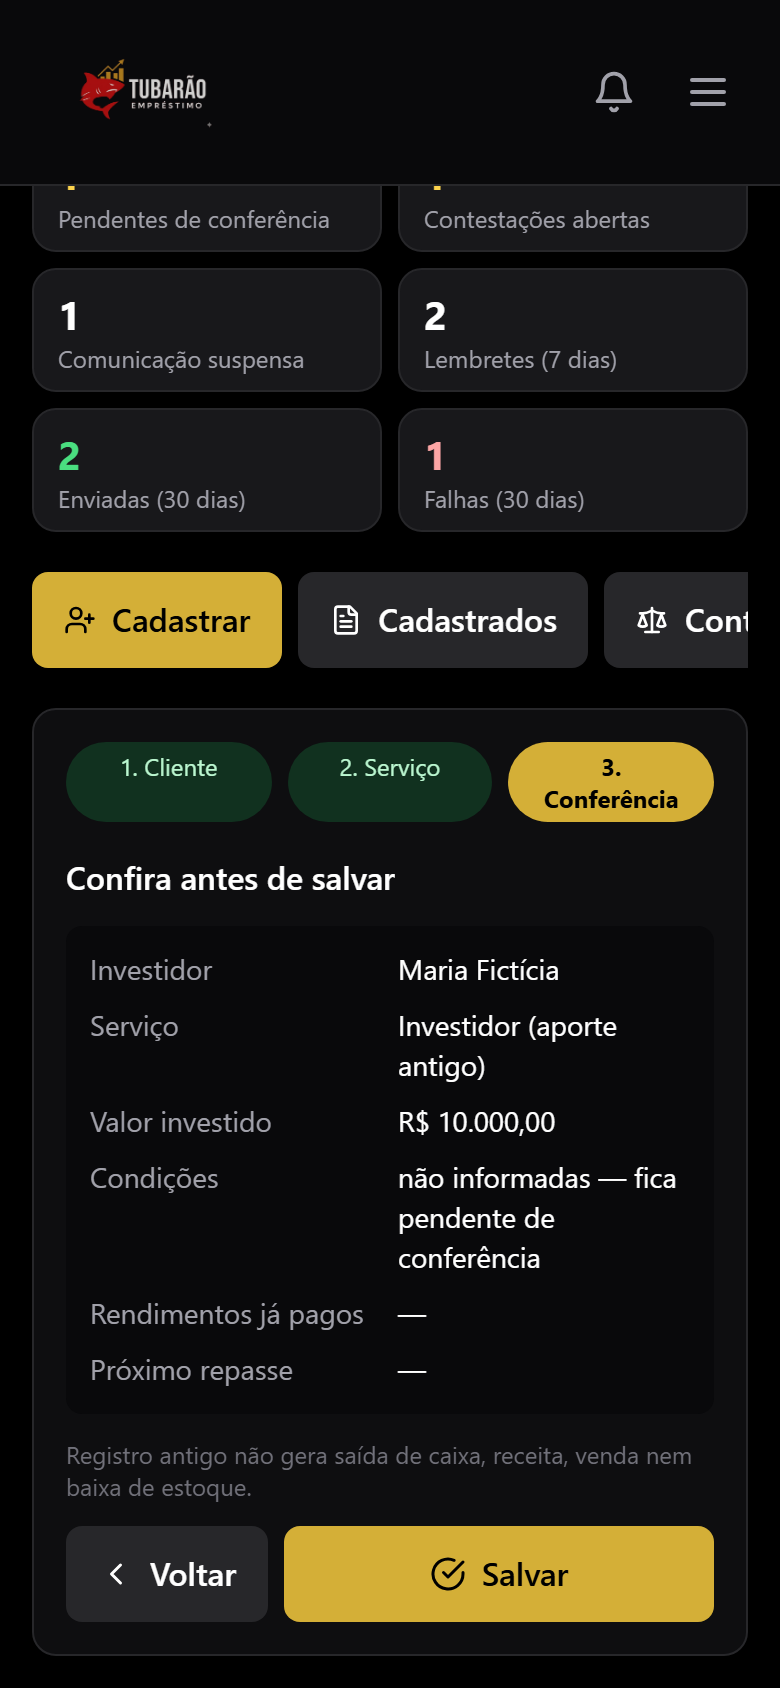 TUBARÃO
EMPRÉSTIMO
Pendentes de conferência
Contestações abertas
1
Comunicação suspensa
2
Lembretes (7 dias)
2
Enviadas (30 dias)
1
Falhas (30 dias)
Cadastrar
Cadastrados
Cont
1. Cliente
2. Serviço
3.
Conferência
Confira antes de salvar
Investidor
Maria Fictícia
Serviço
Investidor (aporte
antigo)
Valor investido
R$ 10.000,00
Condições
não informadas — fica
pendente de
conferência
Rendimentos já pagos
—
Próximo repasse
—
Registro antigo não gera saída de caixa, receita, venda nem
baixa de estoque.
Voltar
Salvar